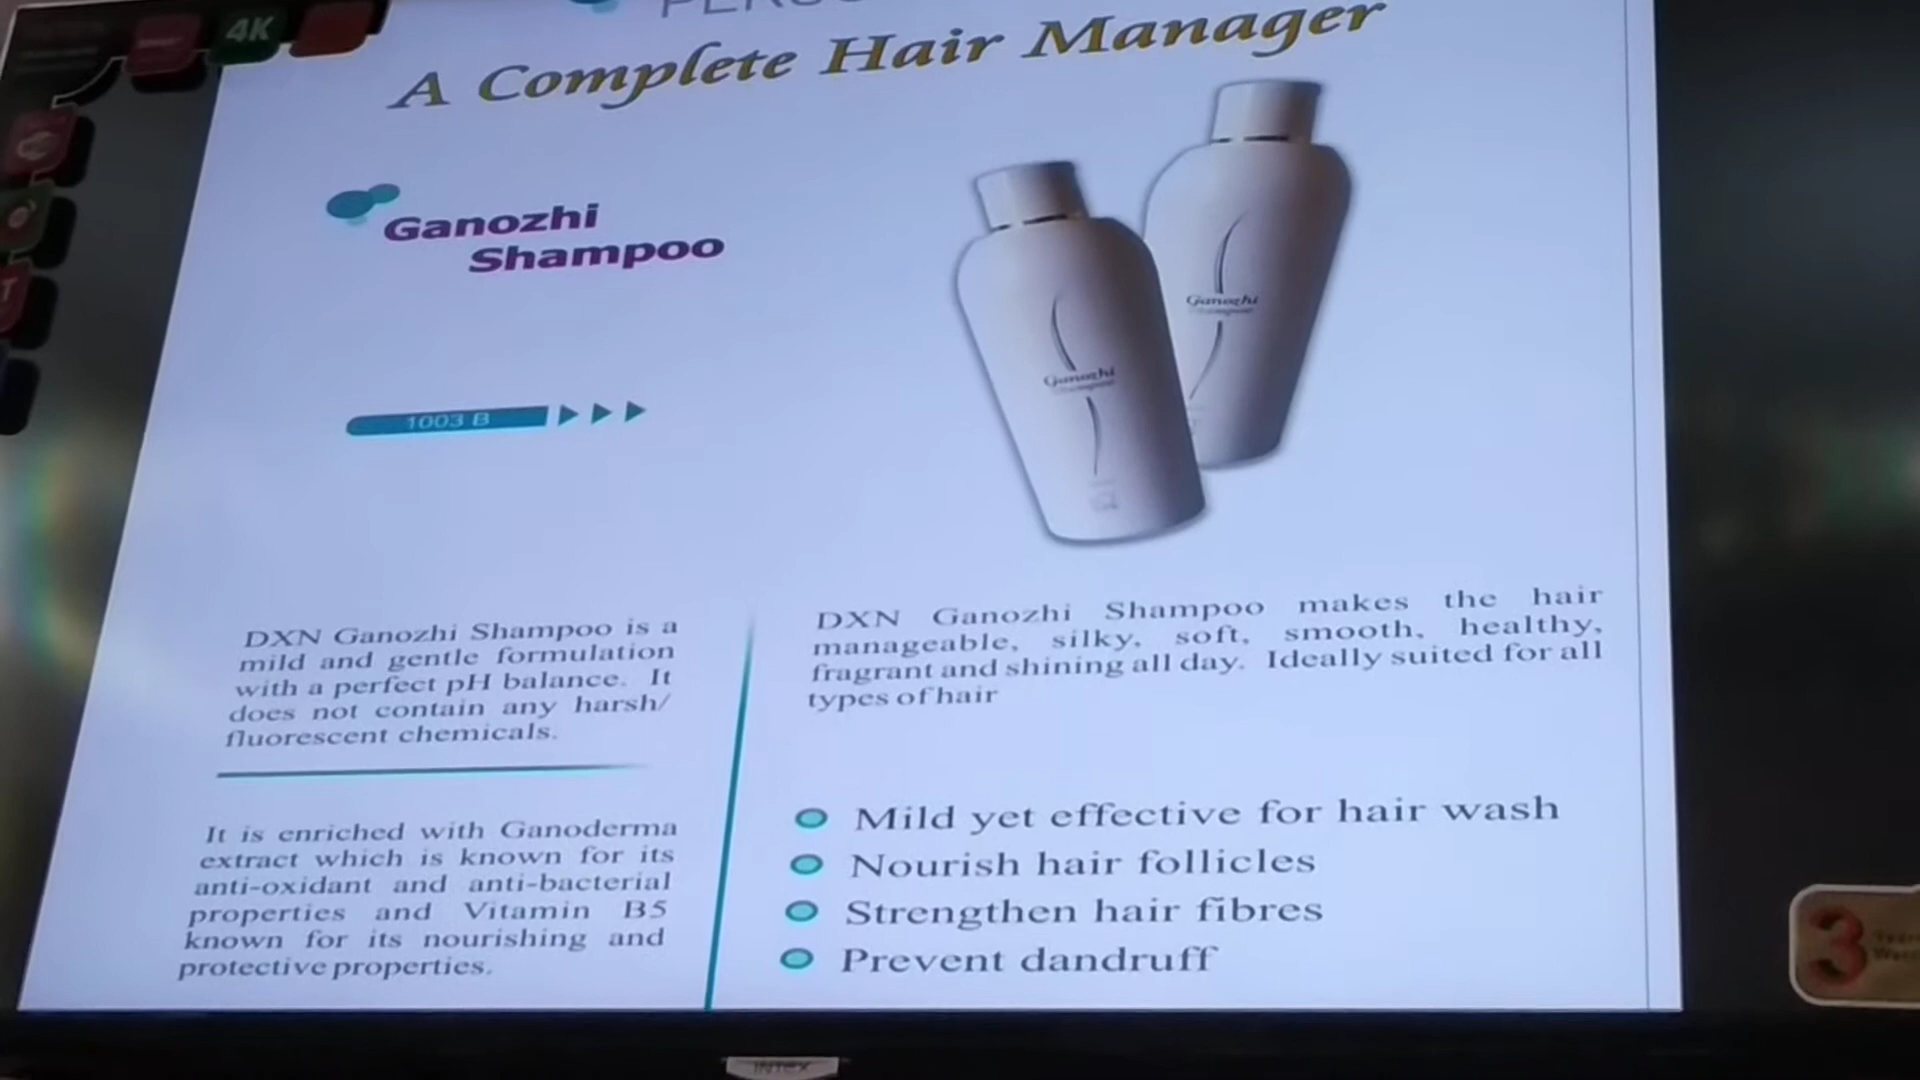 4K
A Complete Hair Manager
Ganozhi
Shampoo
Ganozhi
Shampoo
Ganozhi
1003 B
DXN Ganozhi Shampoo is a
mild and gentle formulation
with a perfect pH balance. It
does not contain any harsh/
fluorescent chemicals.
It is enriched with Ganoderma
extract which is known for its
anti-oxidant and anti-bacterial
properties and Vitamin B5
known for its nourishing and
protective properties.
DXN Ganozhi Shampoo makes the hair
manageable, silky, soft, smooth, healthy,
fragrant and shining all day. Ideally suited for all
types of hair
Mild yet effective for hair wash
Nourish hair follicles
Strengthen hair fibres
Prevent dandruff
3
INTEX